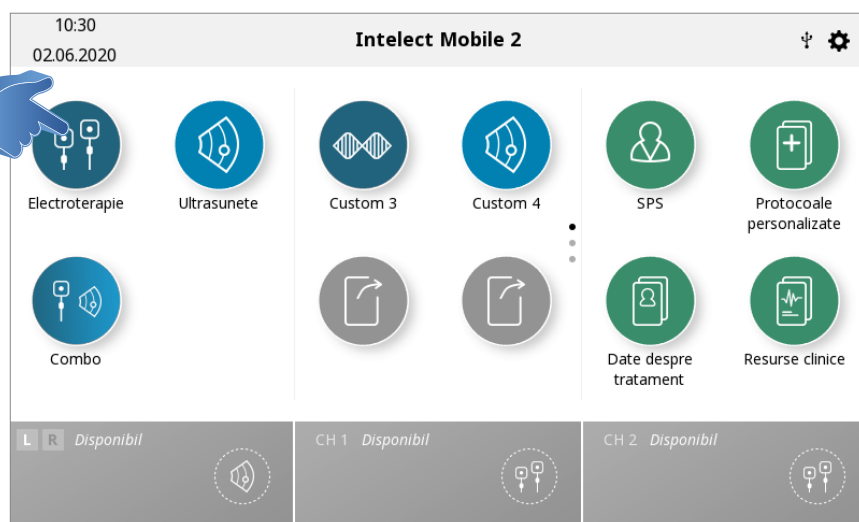 10:30
02.06.2020
Intelect Mobile 2
Electroterapie
Ultrasunete
Custom 3
Custom 4
SPS
Protocoale
personalizate
Combo
Date despre
tratament
Resurse clinice
L R Disponibil
CH 1 Disponibil
CH 2 Disponibil